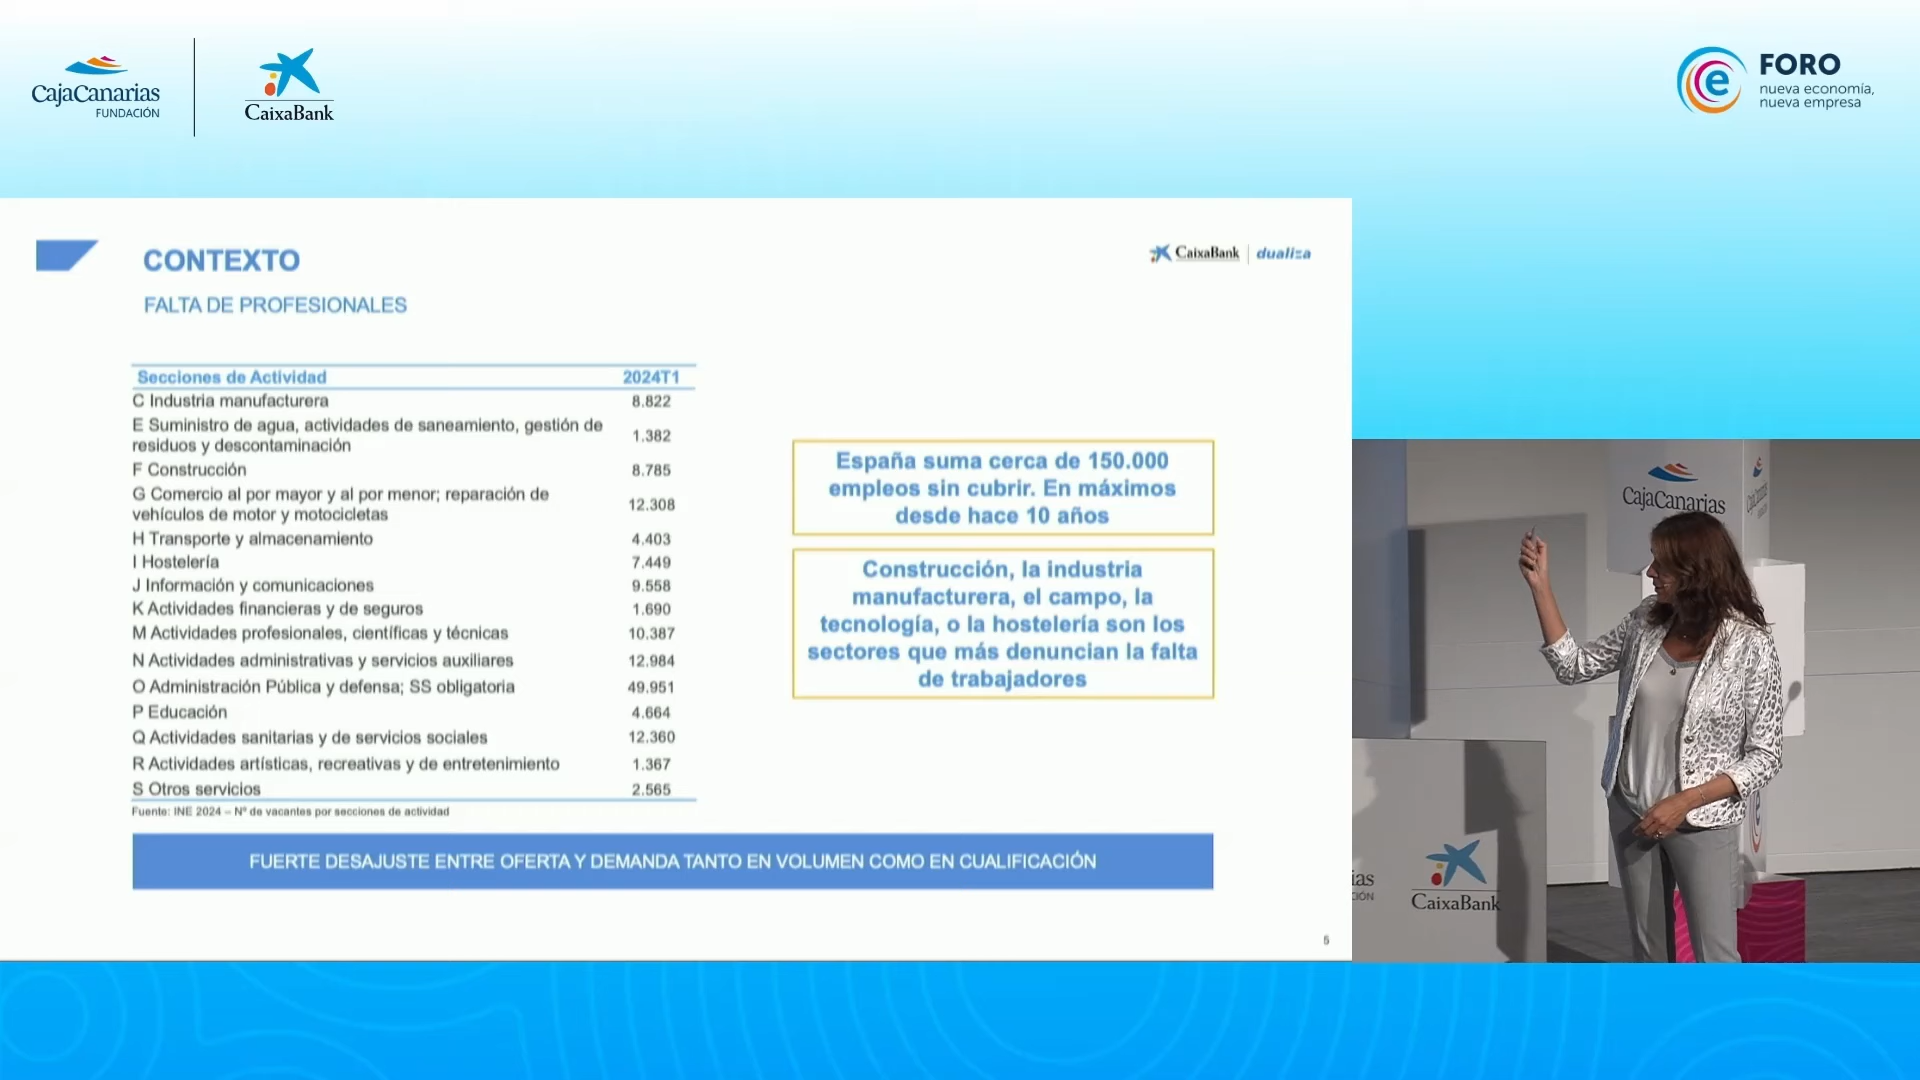 CajaCanarias
FUNDACIÓN
CaixaBank
FORO
nueva economía,
nueva empresa
CONTEXTO
FALTA DE PROFESIONALES
CaixaBank
dualiza
Secciones de Actividad 2024T1
C Industria manufacturera 8.822
E Suministro de agua, actividades de saneamiento, gestión de
residuos y descontaminación 1.382
F Construcción 8.785
G Comercio al por mayor y al por menor; reparación de
vehículos de motor y motocicletas 12.308
H Transporte y almacenamiento 4.403
I Hostelería 7.449
J Información y comunicaciones 9.558
K Actividades financieras y de seguros 1.690
M Actividades profesionales, científicas y técnicas 10.387
N Actividades administrativas y servicios auxiliares 12.984
O Administración Pública y defensa; SS obligatoria 49.951
P Educación 4.664
Q Actividades sanitarias y de servicios sociales 12.360
R Actividades artísticas, recreativas y de entretenimiento 1.367
S Otros servicios 2.565
Fuente: INE 2024 – Nº de vacantes por secciones de actividad
España suma cerca de 150.000
empleos sin cubrir. En máximos
desde hace 10 años
Construcción, la industria
manufacturera, el campo, la
tecnología, o la hostelería son los
sectores que más denuncian la falta
de trabajadores
FUERTE DESAJUSTE ENTRE OFERTA Y DEMANDA TANTO EN VOLUMEN COMO EN CUALIFICACIÓN
5
CajaCanarias
CaixaBank